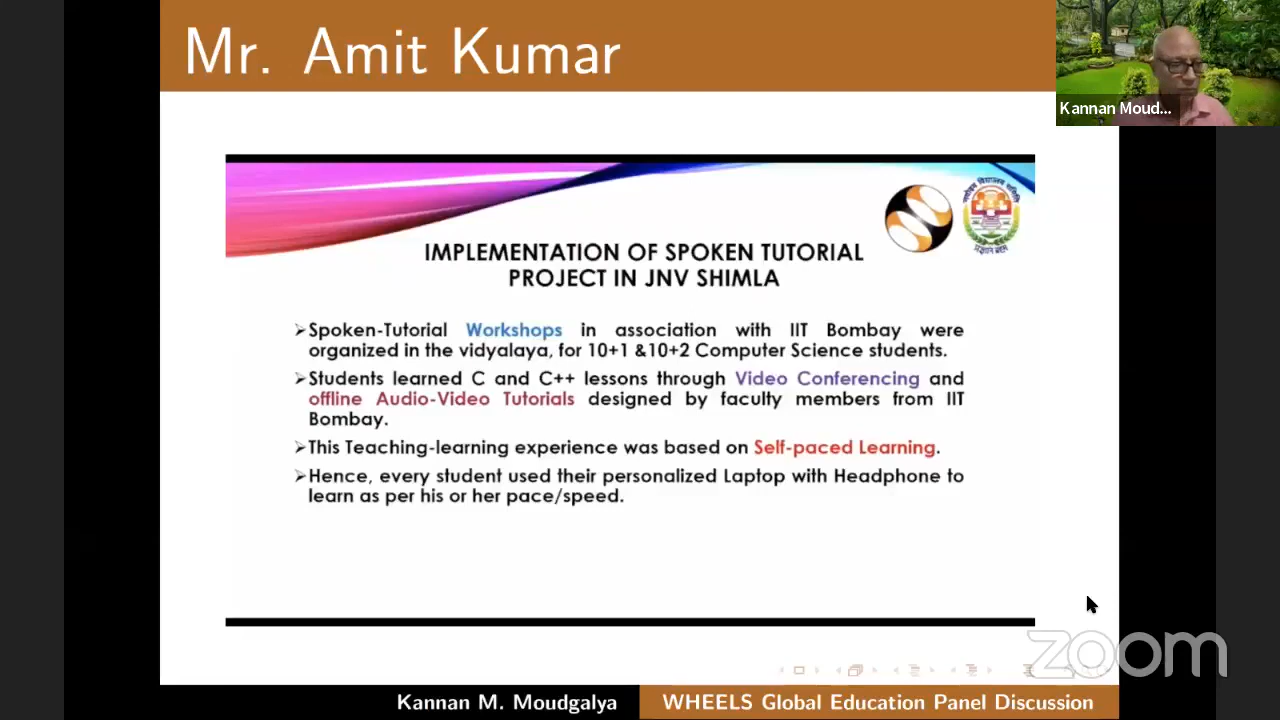 Mr. Amit Kumar
Kannan Moud...
IMPLEMENTATION OF SPOKEN TUTORIAL
PROJECT IN JNV SHIMLA
➢Spoken-Tutorial Workshops in association with IIT Bombay were
organized in the vidyalaya, for 10+1 &10+2 Computer Science students.
➢Students learned C and C++ lessons through Video Conferencing and
offline Audio-Video Tutorials designed by faculty members from IIT
Bombay.
➢This Teaching-learning experience was based on Self-paced Learning.
➢Hence, every student used their personalized Laptop with Headphone to
learn as per his or her pace/speed.
zoom
Kannan M. Moudgalya
WHEELS Global Education Panel Discussion